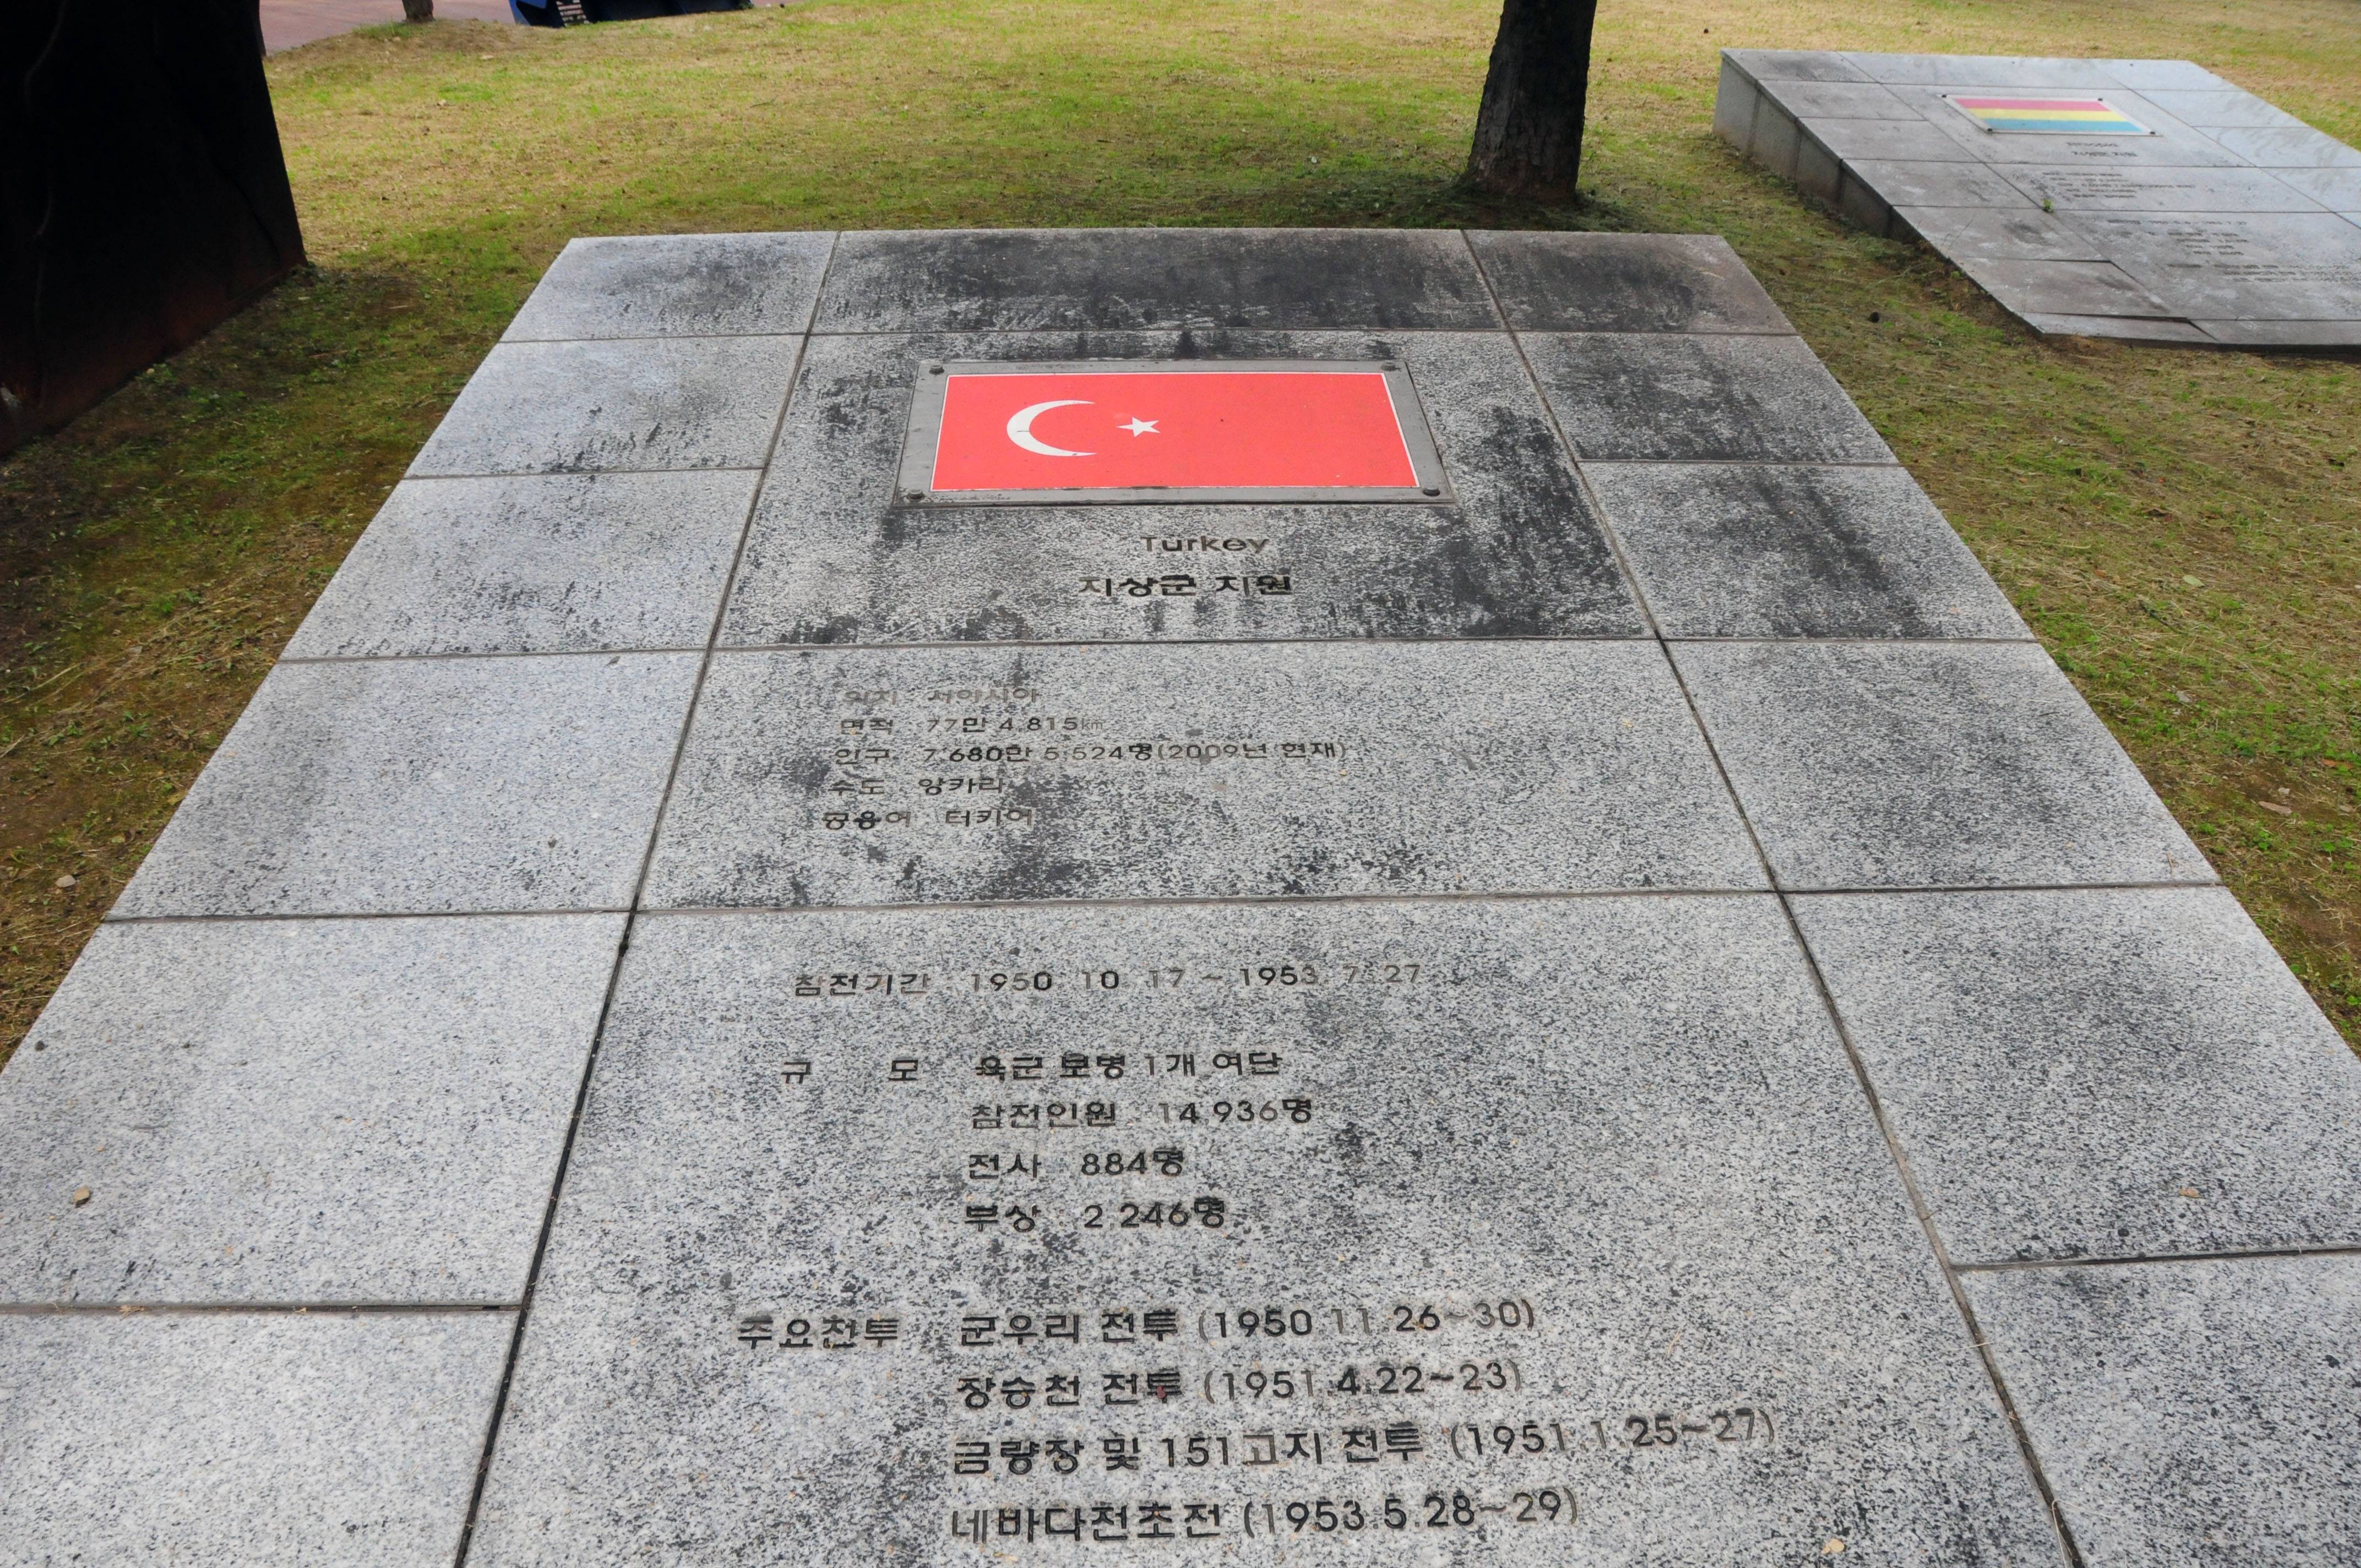 Turkey
지상군 지원
위치 서아시아
면적 77만 4,815㎢
인구 7,680만 5,524명(2009년 현재)
수도 앙카라
공용어 터키어
참전기간 1950 10 17 ~ 1953 7 27
규 모 육군 보병 1개 여단
참전인원 14 936명
전사 884명
부상 2 246명
주요전투 군우리 전투 (1950 11.26~30)
장승천 전투 (1951.4.22~23)
금량장 및 151고지 전투 (1951.1.25~27)
네바다전초전 (1953.5.28~29)